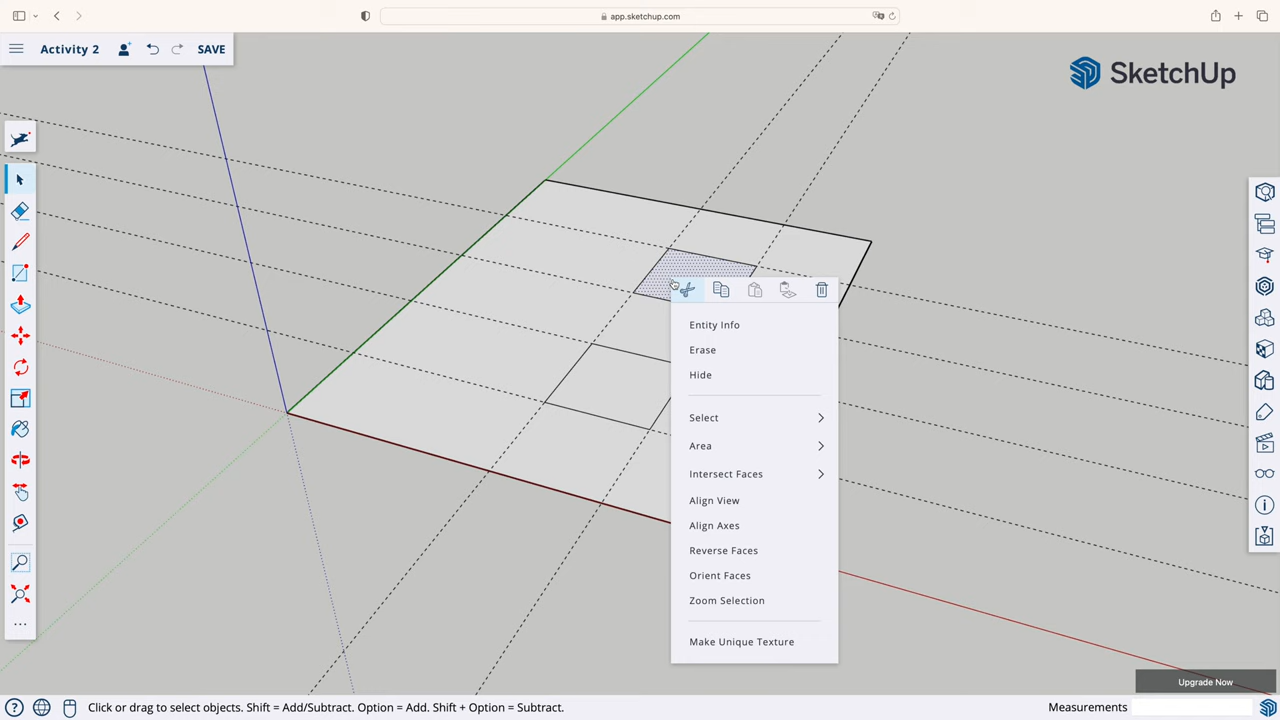 app.sketchup.com
Activity 2
SAVE
SketchUp
Entity Info
Erase
Hide
Select
Area
Intersect Faces
Align View
Align Axes
Reverse Faces
Orient Faces
Zoom Selection
Make Unique Texture
Upgrade Now
Click or drag to select objects. Shift = Add/Subtract. Option = Add. Shift + Option = Subtract.
Measurements